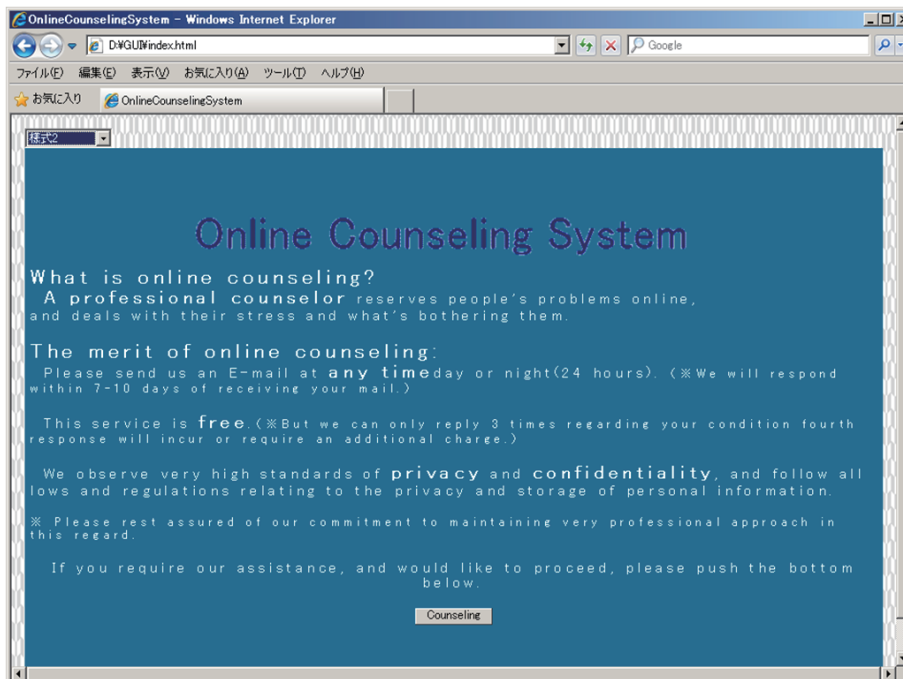 OnlineCounselingSystem - Windows Internet Explorer
D:¥GUI¥index.html
Google
ファイル(F) 編集(E) 表示(V) お気に入り(A) ツール(T) ヘルプ(H)
お気に入り OnlineCounselingSystem
様式2
Online Counseling System
What is online counseling?
A professional counselor reserves people's problems online,
and deals with their stress and what's bothering them.
The merit of online counseling:
Please send us an E-mail at any timeday or night(24 hours). (※We will respond
within 7-10 days of receiving your mail.)
This service is free.(※But we can only reply 3 times regarding your condition fourth
response will incur or require an additional charge.)
We observe very high standards of privacy and confidentiality, and follow all
lows and regulations relating to the privacy and storage of personal information.
※ Please rest assured of our commitment to maintaining very professional approach in
this regard.
If you require our assistance, and would like to proceed, please push the bottom
below.
Counseling